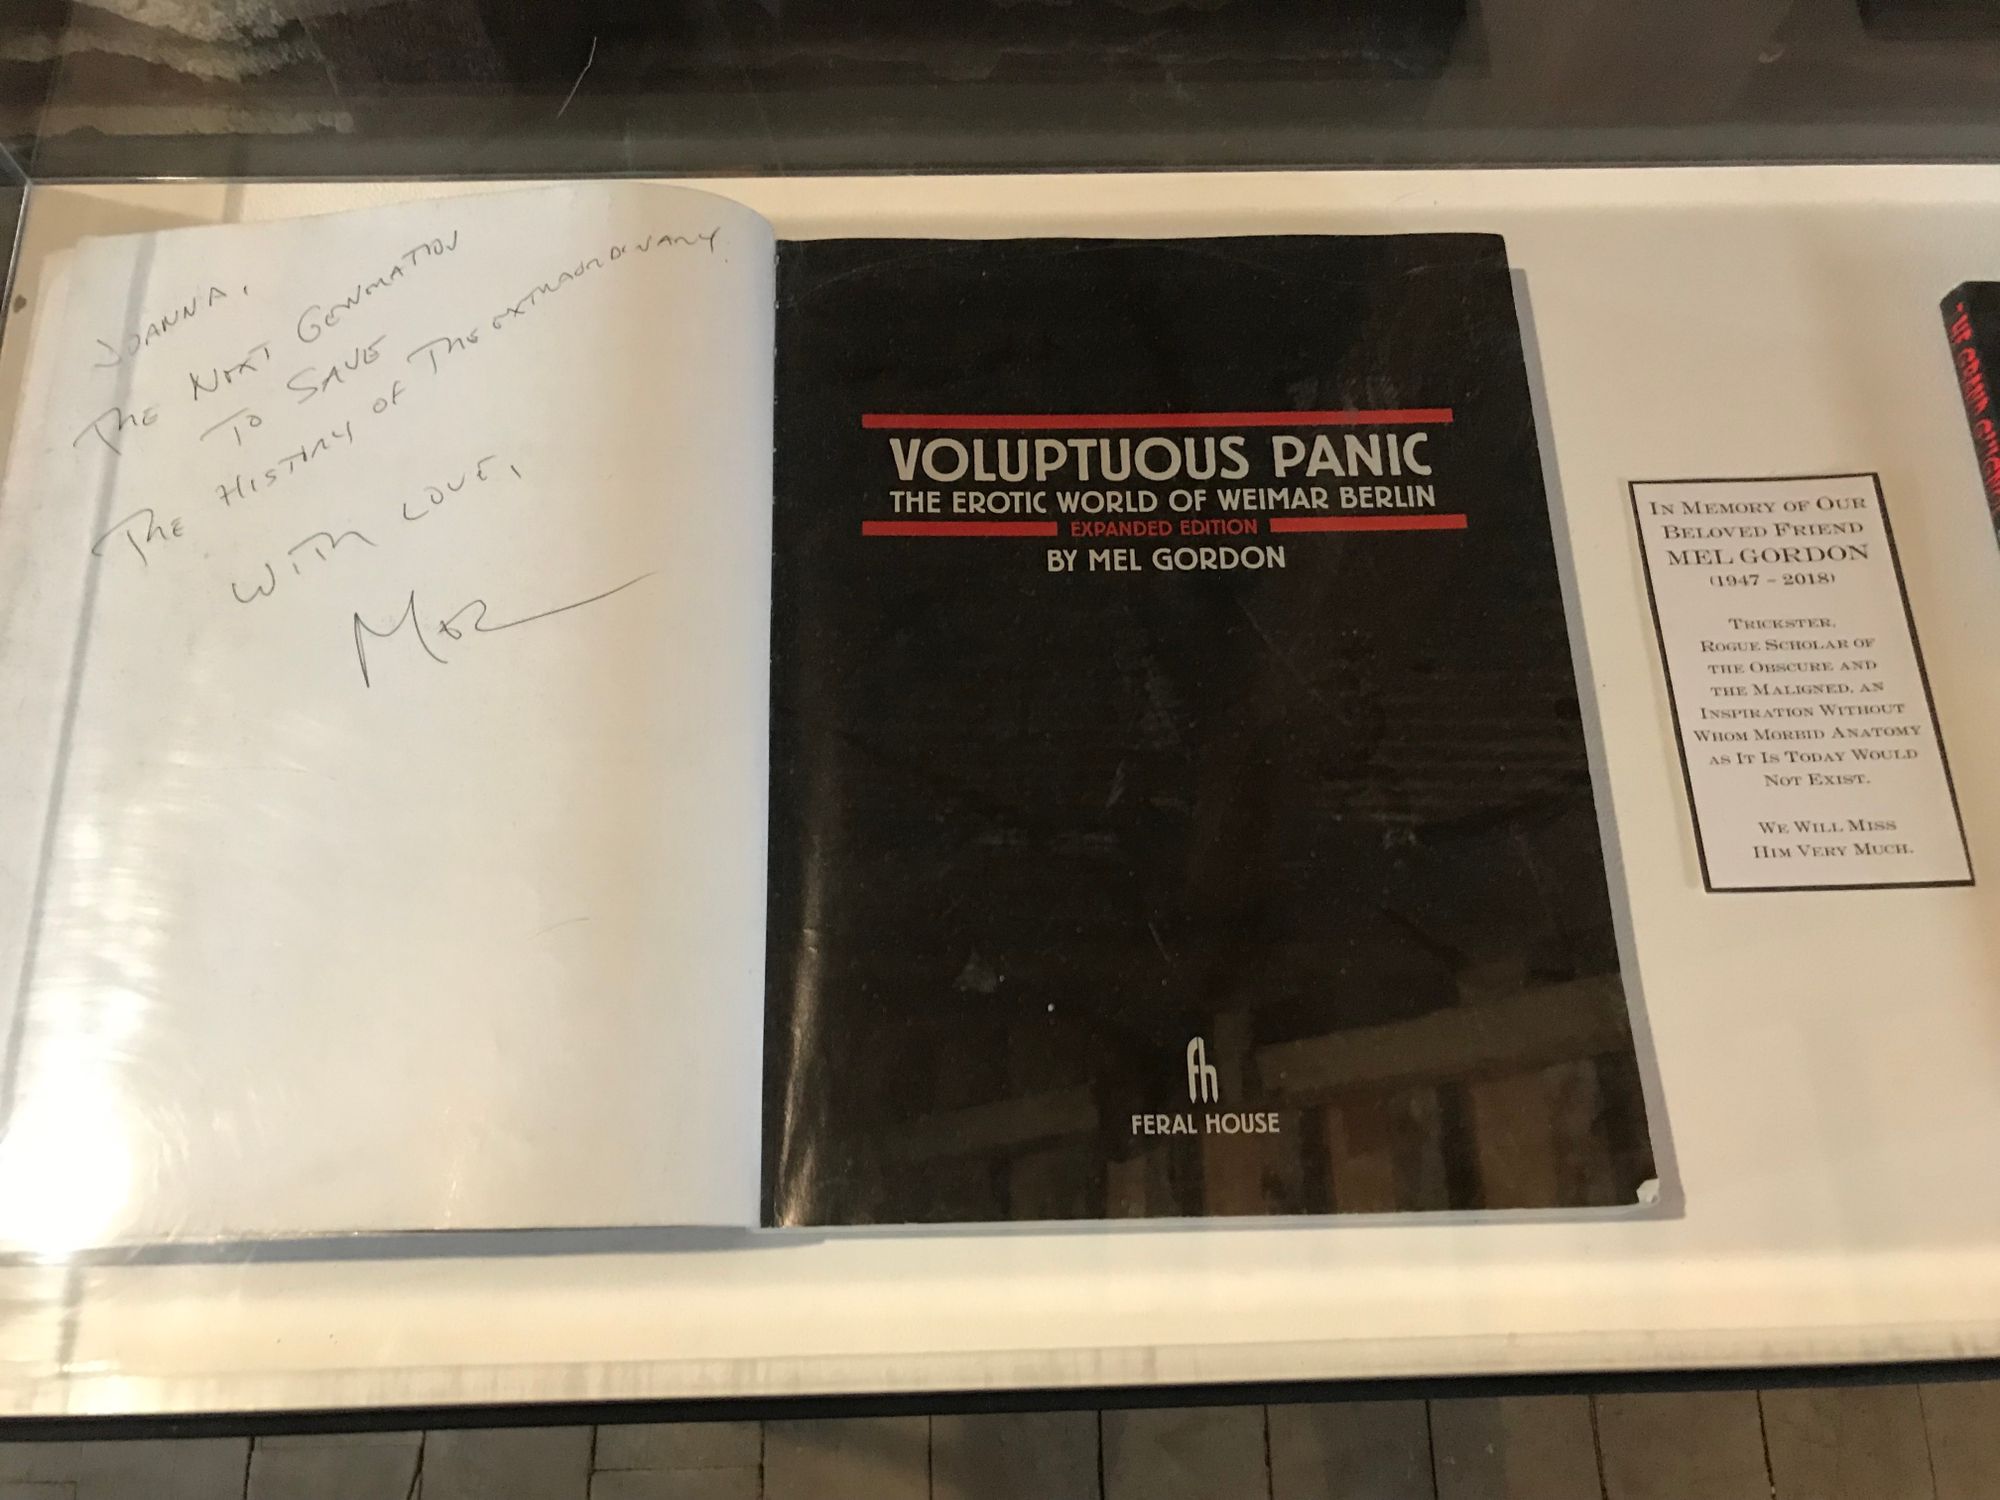 JOANNA,
THE NEXT GENERATION
TO SAVE
THE HISTORY OF THE EXTRAORDINARY.
WITH LOVE,
MEL
VOLUPTUOUS PANIC
THE EROTIC WORLD OF WEIMAR BERLIN
EXPANDED EDITION
BY MEL GORDON
fh
FERAL HOUSE
IN MEMORY OF OUR
BELOVED FRIEND
MEL GORDON
(1947 – 2018)
TRICKSTER,
ROGUE SCHOLAR OF
THE OBSCURE AND
THE MALIGNED, AN
INSPIRATION WITHOUT
WHOM MORBID ANATOMY
AS IT IS TODAY WOULD
NOT EXIST.
WE WILL MISS
HIM VERY MUCH.
GRAND